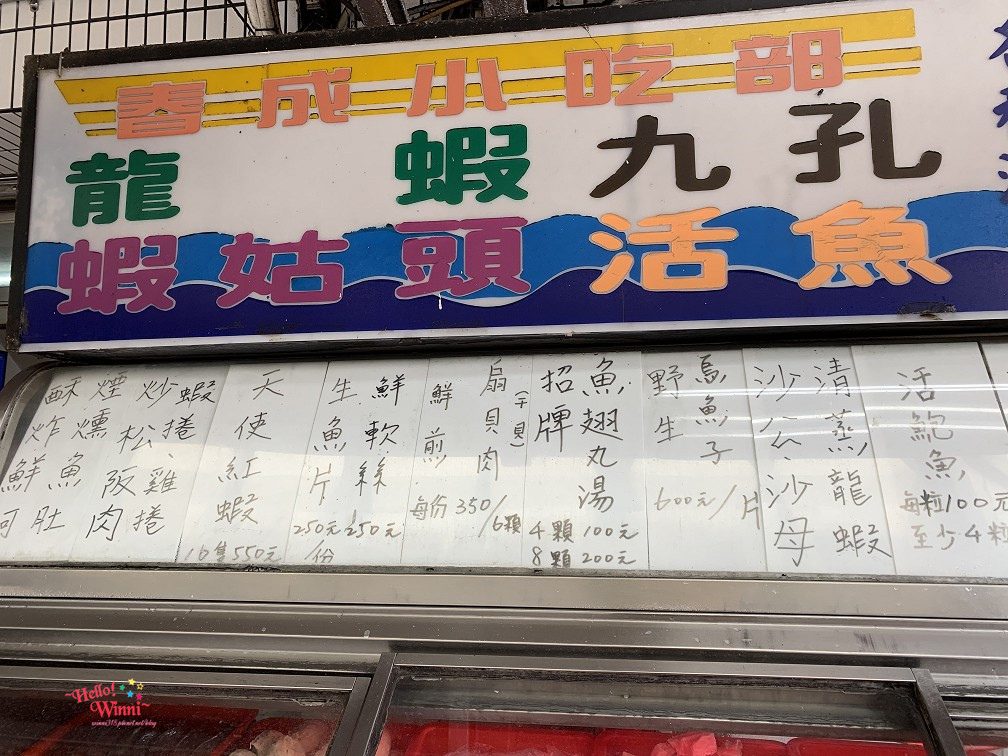 春成小吃部
龍蝦九孔
蝦姑頭活魚
活鮑魚
每粒100元
至少4粒
清蒸龍蝦
沙公、沙母
烏魚子
野生
600元/片
魚翅丸湯
招牌
4顆100元
8顆200元
扇貝肉
(干貝)
鮮煎
每份350/6顆
鮮軟絲
250元
生魚片
250元/份
天使紅蝦
16隻550元
蝦捲、雞捲
炒松阪肉
煙燻魚肚
酥炸鮮
~Hello!
Winni~
winni315.pixnet.net/blog